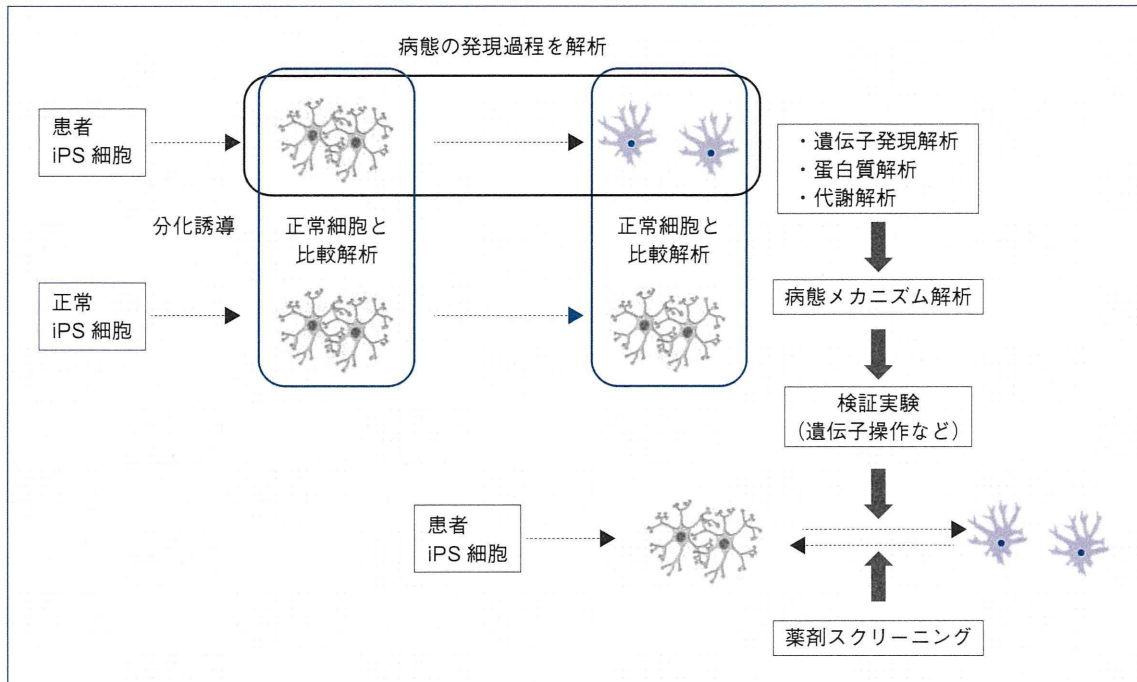 病態の発現過程を解析
患者
iPS 細胞
分化誘導
正常細胞と
比較解析
正常細胞と
比較解析
正常
iPS 細胞
・遺伝子発現解析
・蛋白質解析
・代謝解析
病態メカニズム解析
検証実験
(遺伝子操作など)
患者
iPS 細胞
薬剤スクリーニング